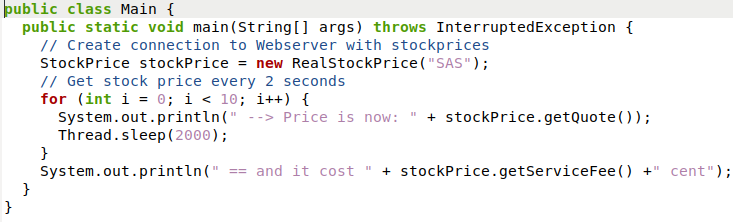 public class Main {
  public static void main(String[] args) throws InterruptedException {
    // Create connection to Webserver with stockprices
    StockPrice stockPrice = new RealStockPrice("SAS");
    // Get stock price every 2 seconds
    for (int i = 0; i < 10; i++) {
      System.out.println(" --> Price is now: " + stockPrice.getQuote());
      Thread.sleep(2000);
    }
    System.out.println(" == and it cost " + stockPrice.getServiceFee() +" cent");
  }
}